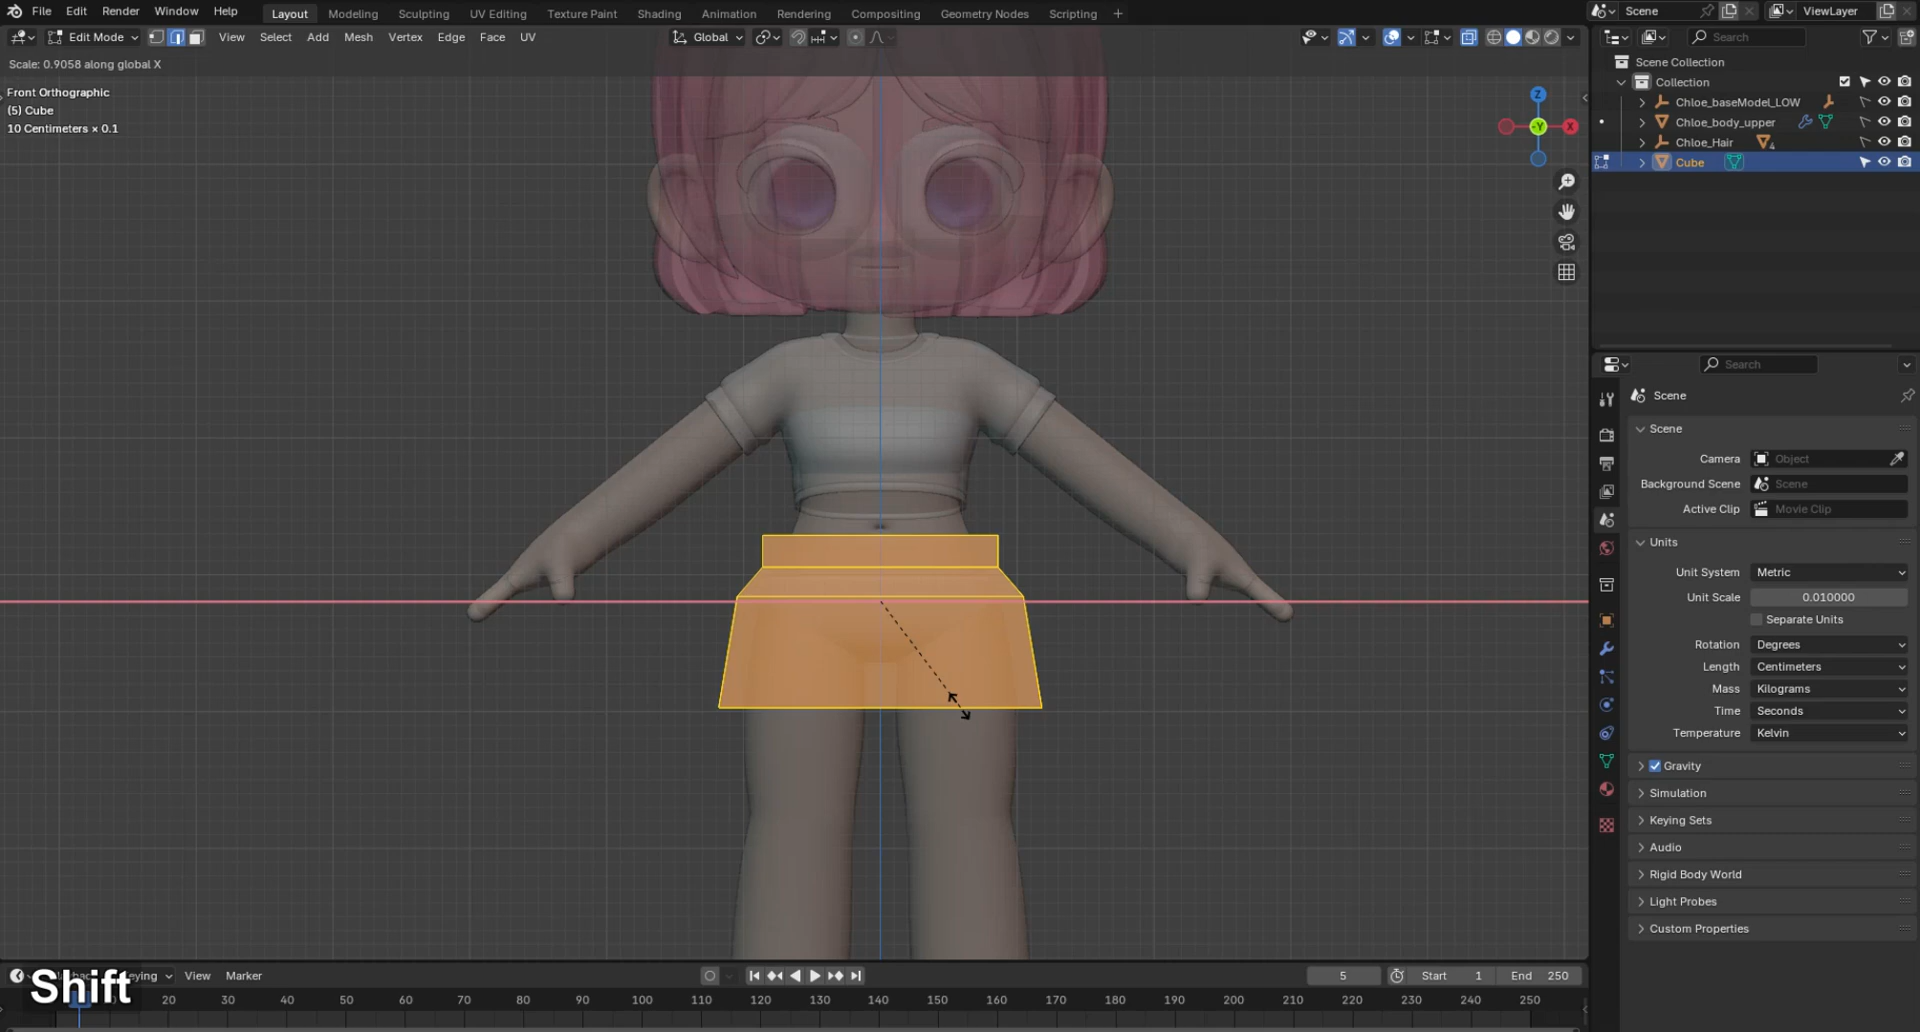 File Edit Render Window Help
Layout Modeling Sculpting UV Editing Texture Paint Shading Animation Rendering Compositing Geometry Nodes Scripting +
Scene ViewLayer
Edit Mode View Select Add Mesh Vertex Edge Face UV Global
Search
Scale: 0.9058 along global X
Front Orthographic
(5) Cube
10 Centimeters × 0.1
Z
-Y
X
Scene Collection
Collection
Chloe_baseModel_LOW
Chloe_body_upper
Chloe_Hair 4
Cube
Search
Scene
Scene
Camera Object
Background Scene Scene
Active Clip Movie Clip
Units
Unit System Metric
Unit Scale 0.010000
Separate Units
Rotation Degrees
Length Centimeters
Mass Kilograms
Time Seconds
Temperature Kelvin
Gravity
Simulation
Keying Sets
Audio
Rigid Body World
Light Probes
Custom Properties
View Marker
5 Start 1 End 250
Shift
20 30 40 50 60 70 80 90 100 110 120 130 140 150 160 170 180 190 200 210 220 230 240 250